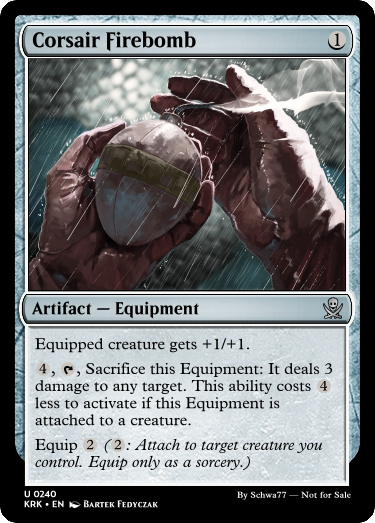 Corsair Firebomb 1
Artifact — Equipment
Equipped creature gets +1/+1.
4, T, Sacrifice this Equipment: It deals 3
damage to any target. This ability costs 4
less to activate if this Equipment is
attached to a creature.
Equip 2 (2: Attach to target creature you
control. Equip only as a sorcery.)
U 0240
KRK • EN Bartek Fedyczak
By Schwa77 — Not for Sale